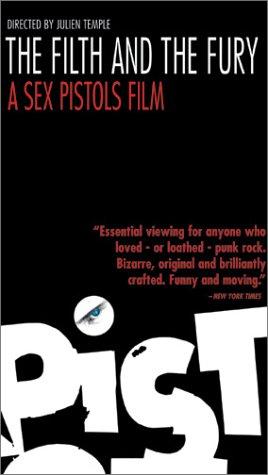 DIRECTED BY JULIEN TEMPLE
THE FILTH AND THE FURY
A SEX PISTOLS FILM
“Essential viewing for anyone who
loved - or loathed - punk rock.
Bizarre, original and brilliantly
crafted. Funny and moving.”
– NEW YORK TIMES
PiST